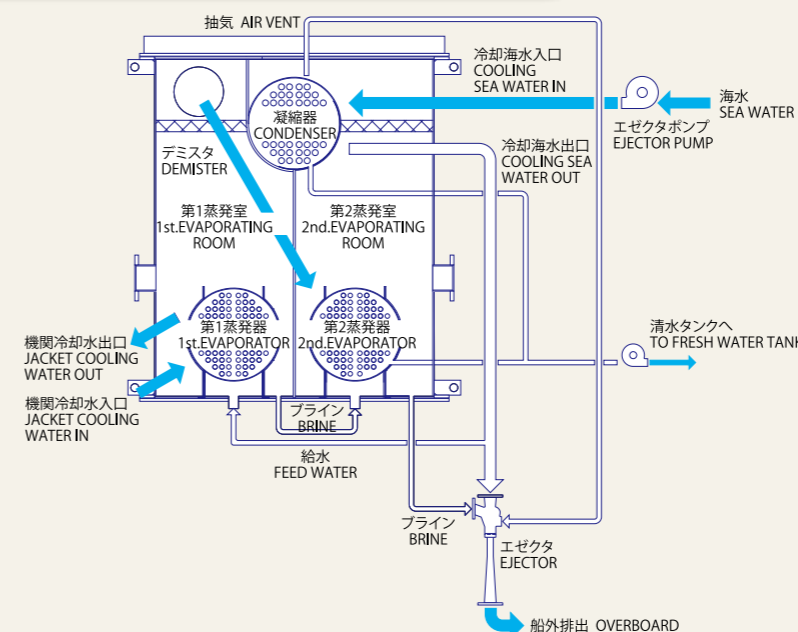 抽気 AIR VENT
冷却海水入口
COOLING
SEA WATER IN
海水
SEA WATER
エゼクタポンプ
EJECTOR PUMP
凝縮器
CONDENSER
冷却海水出口
COOLING SEA
WATER OUT
デミスタ
DEMISTER
第1蒸発室
1st.EVAPORATING
ROOM
第2蒸発室
2nd.EVAPORATING
ROOM
第1蒸発器
1st.EVAPORATOR
第2蒸発器
2nd.EVAPORATOR
機関冷却水出口
JACKET COOLING
WATER OUT
清水タンクへ
TO FRESH WATER TANK
機関冷却水入口
JACKET COOLING
WATER IN
ブライン
BRINE
給水
FEED WATER
ブライン
BRINE
エゼクタ
EJECTOR
船外排出 OVERBOARD